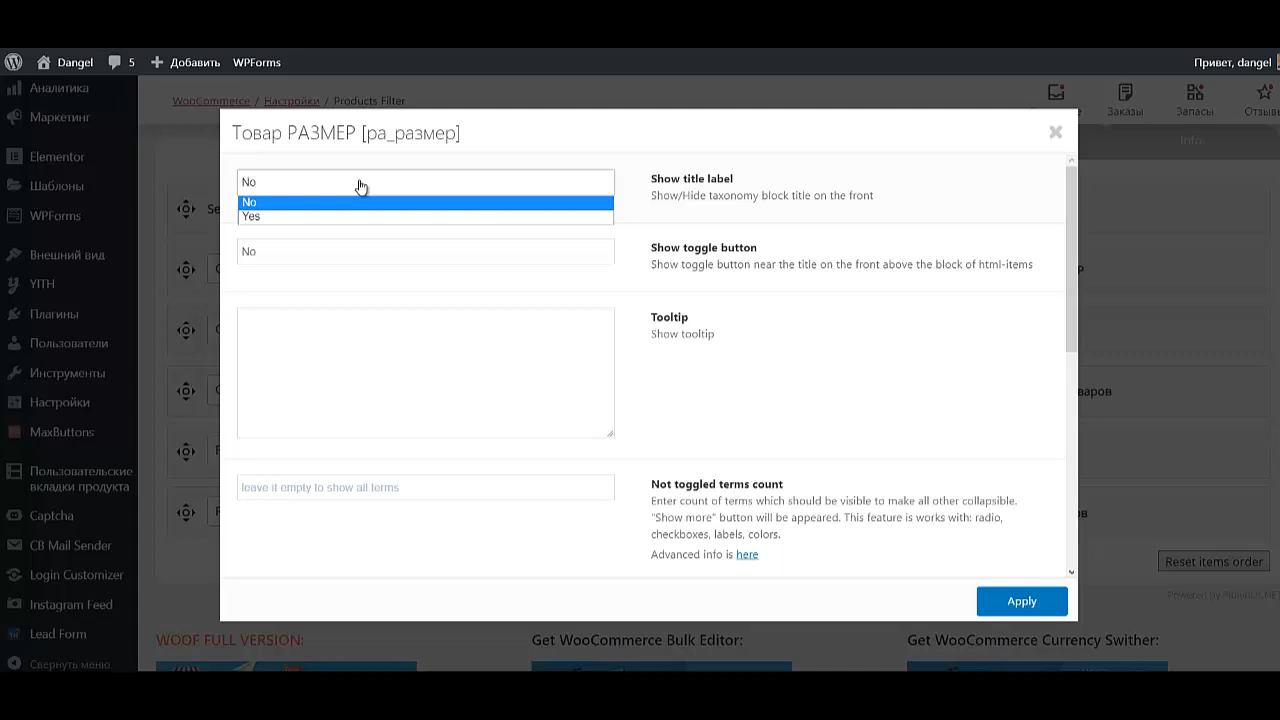 Dangel
5
Добавить
WPForms
Привет, dangel
Аналитика
Маркетинг
Elementor
Шаблоны
WPForms
Внешний вид
YITH
Плагины
Пользователи
Инструменты
Настройки
MaxButtons
Пользовательские
вкладки продукта
Captcha
CB Mail Sender
Login Customizer
Instagram Feed
Lead Form
Свернуть меню
WooCommerce / Настройки / Products Filter
Заказы
Запасы
Отзывы
Info
Товар РАЗМЕР [pa_размер]
No
No
Yes
Show title label
Show/Hide taxonomy block title on the front
No
Show toggle button
Show toggle button near the title on the front above the block of html-items
Tooltip
Show tooltip
leave it empty to show all terms
Not toggled terms count
Enter count of terms which should be visible to make all other collapsible.
"Show more" button will be appeared. This feature is works with: radio,
checkboxes, labels, colors.
Advanced info is here
Apply
Reset items order
WOOF FULL VERSION:
Get WooCommerce Bulk Editor:
Get WooCommerce Currency Swither: